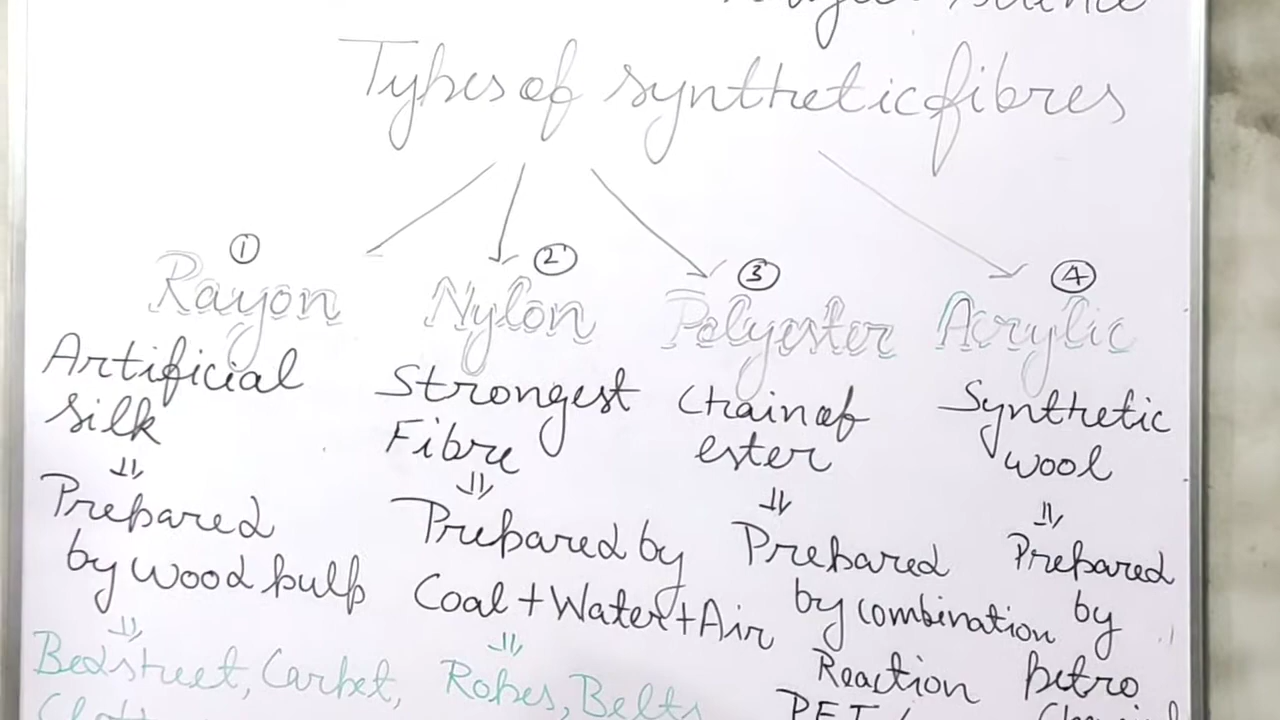 Types of synthetic fibres
① Rayon
Artificial
silk
Prepared
by wood pulp
Bedsheet, Carpet,
② Nylon
Strongest
Fibre
Prepared by
Coal + Water + Air
Ropes, Belts
③ Polyester
Chain of
ester
Prepared
by combination
Reaction
PET
④ Acrylic
Synthetic
wool
Prepared
by
Petro